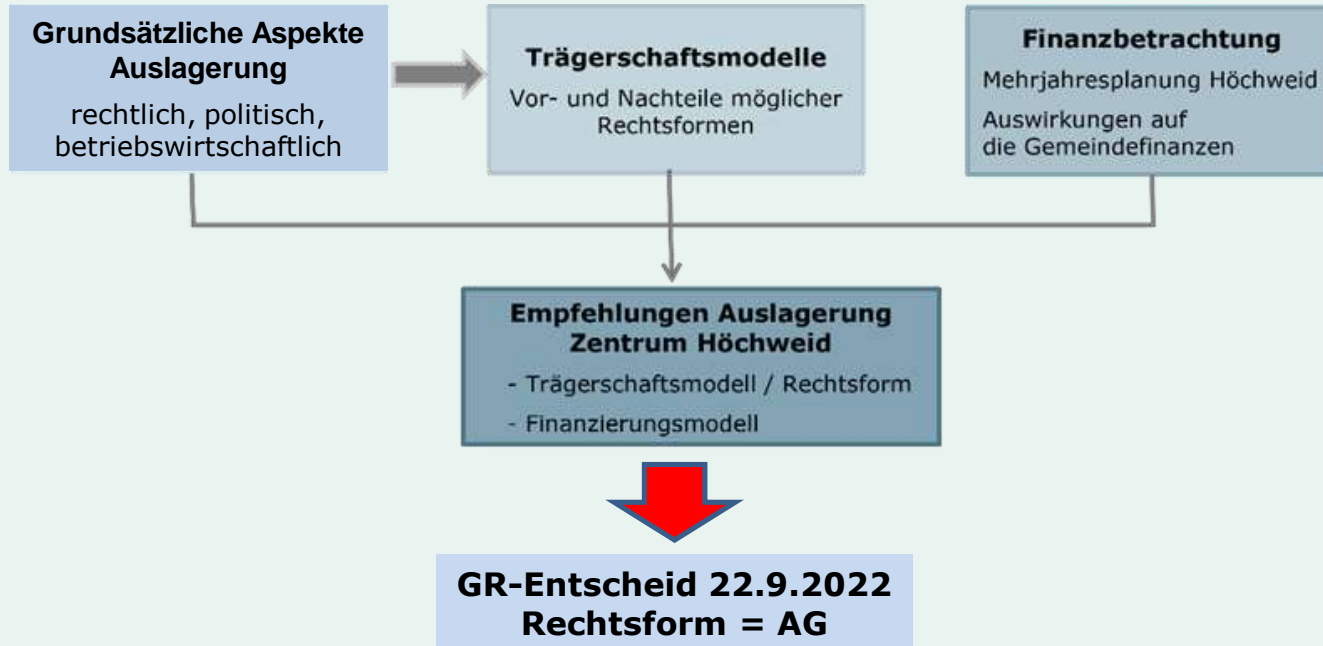 Grundsätzliche Aspekte
Auslagerung
rechtlich, politisch,
betriebswirtschaftlich
Trägerschaftsmodelle
Vor- und Nachteile möglicher
Rechtsformen
Finanzbetrachtung
Mehrjahresplanung Höchweid
Auswirkungen auf
die Gemeindefinanzen
Empfehlungen Auslagerung
Zentrum Höchweid
- Trägerschaftsmodell / Rechtsform
- Finanzierungsmodell
GR-Entscheid 22.9.2022
Rechtsform = AG